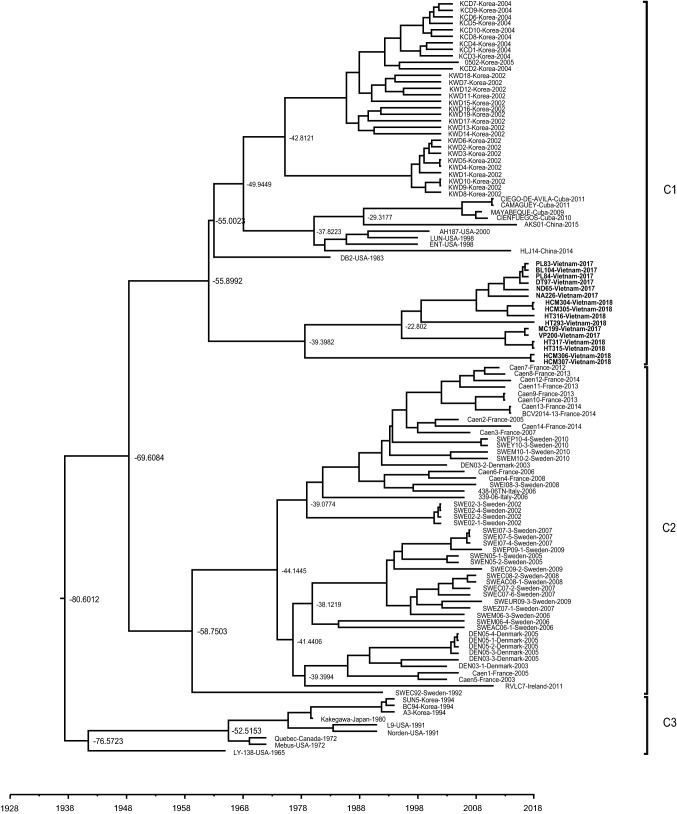 KCD7-Korea-2004
KCD9-Korea-2004
KCD6-Korea-2004
KCD5-Korea-2004
KCD10-Korea-2004
KCD8-Korea-2004
KCD4-Korea-2004
KCD1-Korea-2004
KCD3-Korea-2004
0502-Korea-2005
KCD2-Korea-2004
KWD18-Korea-2002
KWD7-Korea-2002
KWD12-Korea-2002
KWD11-Korea-2002
KWD15-Korea-2002
KWD16-Korea-2002
KWD19-Korea-2002
KWD17-Korea-2002
KWD13-Korea-2002
KWD14-Korea-2002
-42.8121
KWD6-Korea-2002
KWD2-Korea-2002
KWD3-Korea-2002
KWD5-Korea-2002
KWD4-Korea-2002
KWD1-Korea-2002
KWD10-Korea-2002
-49.9449
KWD9-Korea-2002
C1
KWD8-Korea-2002
CIEGO-DE-AVILA-Cuba-2011
CAMAGUEY-Cuba-2011
MAYABEQUE-Cuba-2009
-29.3177
CIENFUEGOS-Cuba-2010
-55.0023
AKS01-China-2015
-37.8223
AH187-USA-2000
LUN-USA-1998
ENT-USA-1998
HLJ14-China-2014
DB2-USA-1983
PL83-Vietnam-2017
BL104-Vietnam-2017
PL84-Vietnam-2017
-55.8992
DT97-Vietnam-2017
ND65-Vietnam-2017
NA226-Vietnam-2017
HCM304-Vietnam-2018
HCM305-Vietnam-2018
HT316-Vietnam-2018
HT293-Vietnam-2018
-22.802
MC199-Vietnam-2017
VP200-Vietnam-2017
HT317-Vietnam-2018
-39.3982
HT315-Vietnam-2018
HCM306-Vietnam-2018
HCM307-Vietnam-2018
Caen7-France-2012
Caen8-France-2013
Caen12-France-2014
Caen11-France-2013
Caen9-France-2013
Caen10-France-2013
Caen13-France-2014
BCV2014-13-France-2014
Caen2-France-2005
Caen14-France-2014
Caen3-France-2007
SWEP10-4-Sweden-2010
SWEY10-3-Sweden-2010
SWEM10-1-Sweden-2010
-69.6084
SWEM10-2-Sweden-2010
DEN03-2-Denmark-2003
Caen6-France-2006
Caen4-France-2008
SWEI08-3-Sweden-2008
438-06TN-Italy-2006
339-06-Italy-2006
-39.0774
SWE02-3-Sweden-2002
SWE02-4-Sweden-2002
SWE02-2-Sweden-2002
SWE02-1-Sweden-2002
C2
SWEI07-3-Sweden-2007
SWEI07-5-Sweden-2007
SWEI07-4-Sweden-2007
SWEP09-1-Sweden-2009
SWEN05-1-Sweden-2005
SWEN05-2-Sweden-2005
SWEC09-2-Sweden-2009
-44.1445
SWEC08-2-Sweden-2008
SWEAC08-1-Sweden-2008
SWEC07-2-Sweden-2007
SWEC07-6-Sweden-2007
-80.6012
SWEUR09-3-Sweden-2009
-38.1219
SWEZ07-1-Sweden-2007
SWEM06-3-Sweden-2006
SWEM06-4-Sweden-2006
SWEAC06-1-Sweden-2006
-58.7503
DEN05-4-Denmark-2005
DEN05-1-Denmark-2005
-41.4406
DEN05-2-Denmark-2005
DEN05-3-Denmark-2005
DEN03-3-Denmark-2005
DEN03-1-Denmark-2003
Caen1-France-2005
-39.3994
Caen5-France-2003
RVLC7-Ireland-2011
SWEC92-Sweden-1992
SUN5-Korea-1994
BC94-Korea-1994
A3-Korea-1994
Kakegawa-Japan-1980
C3
L9-USA-1991
-52.5153
Norden-USA-1991
Quebec-Canada-1972
-76.5723
Mebus-USA-1972
LY-138-USA-1965
1928 1938 1948 1958 1968 1978 1988 1998 2008 2018